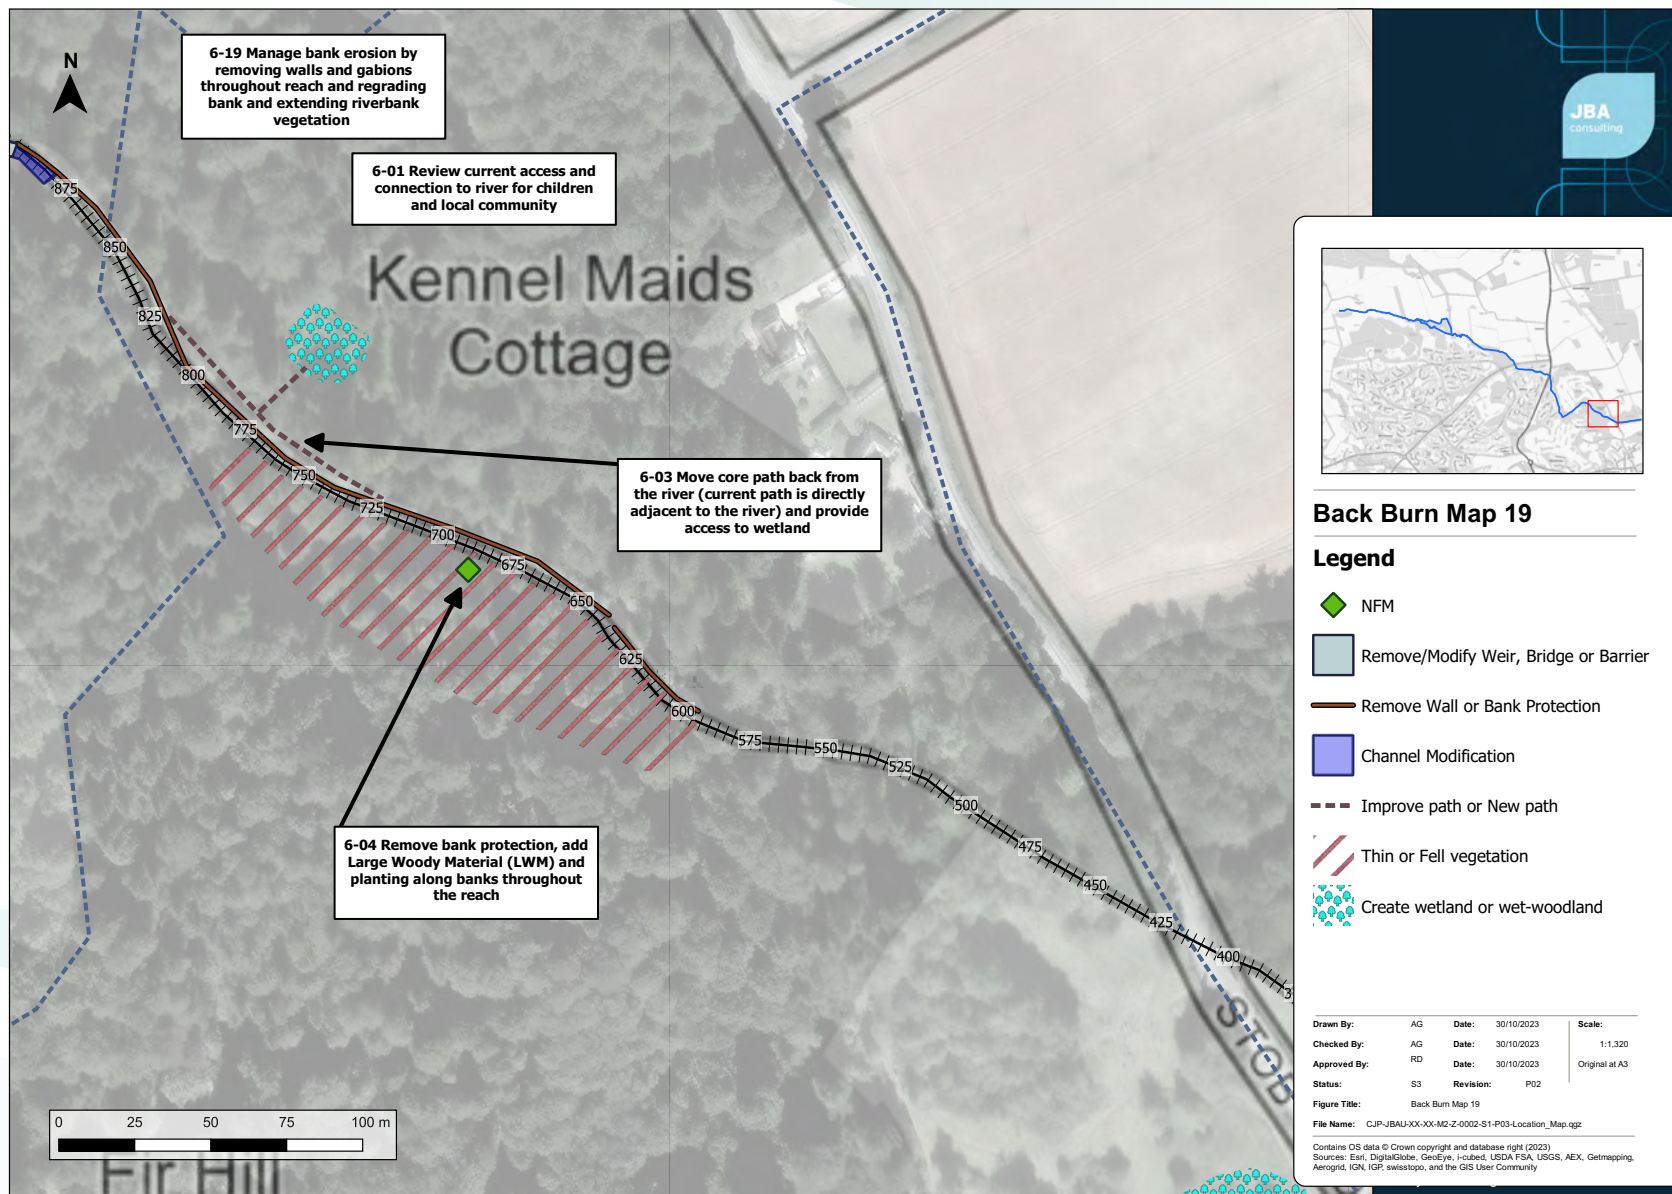 N
6-19 Manage bank erosion by
removing walls and gabions
throughout reach and regrading
bank and extending riverbank
vegetation
6-01 Review current access and
connection to river for children
and local community
Kennel Maids
Cottage
875
850
825
800
775
750
725
700
675
650
625
600
575
550
525
500
475
450
425
400
6-03 Move core path back from
the river (current path is directly
adjacent to the river) and provide
access to wetland
6-04 Remove bank protection, add
Large Woody Material (LWM) and
planting along banks throughout
the reach
STOB
0 25 50 75 100 m
Fir Hill
JBA
consulting
Back Burn Map 19
Legend
NFM
Remove/Modify Weir, Bridge or Barrier
Remove Wall or Bank Protection
Channel Modification
Improve path or New path
Thin or Fell vegetation
Create wetland or wet-woodland
Drawn By: AG Date: 30/10/2023 Scale:
Checked By: AG Date: 30/10/2023 1:1,320
Approved By: RD Date: 30/10/2023 Original at A3
Status: S3 Revision: P02
Figure Title: Back Burn Map 19
File Name: CJP-JBAU-XX-XX-M2-Z-0002-S1-P03-Location_Map.qgz
Contains OS data © Crown copyright and database right (2023)
Sources: Esri, DigitalGlobe, GeoEye, i-cubed, USDA FSA, USGS, AEX, Getmapping,
Aerogrid, IGN, IGP, swisstopo, and the GIS User Community